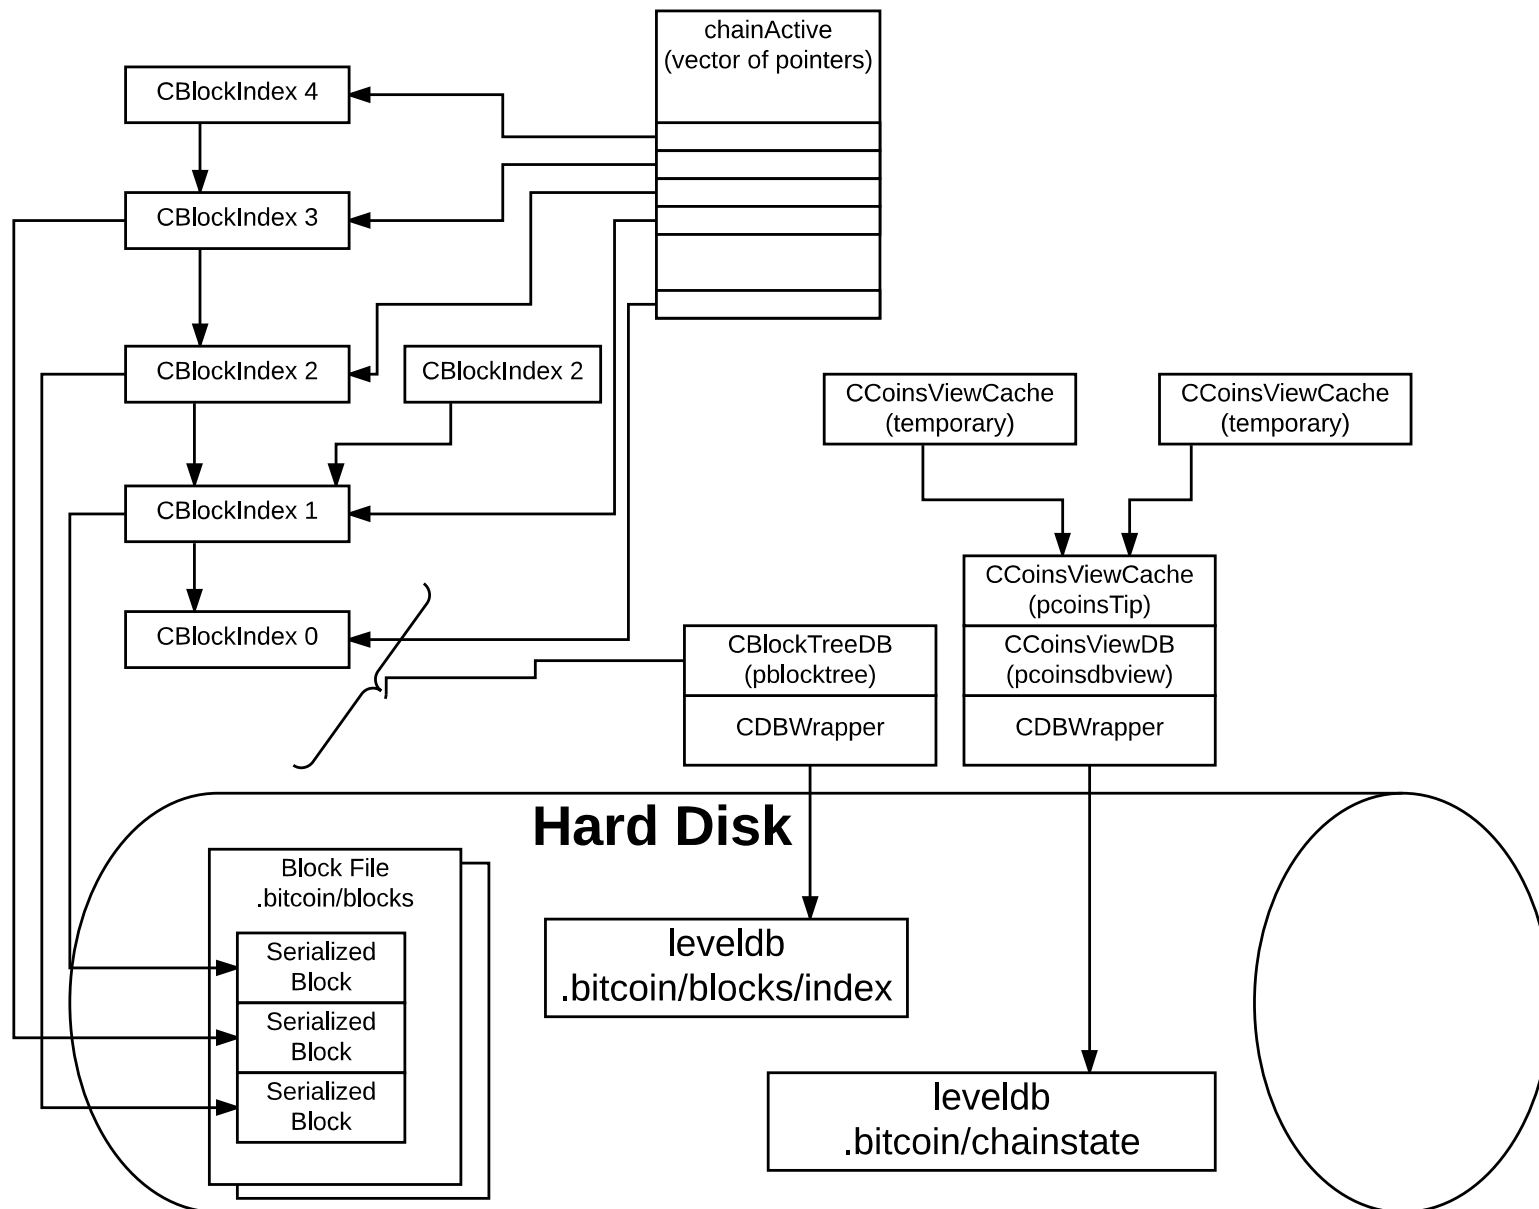 chainActive
(vector of pointers)
CBlockIndex 4
CBlockIndex 3
CBlockIndex 2
CBlockIndex 2
CBlockIndex 1
CBlockIndex 0
CCoinsViewCache
(temporary)
CCoinsViewCache
(temporary)
CCoinsViewCache
(pcoinsTip)
CBlockTreeDB
(pblocktree)
CDBWrapper
CCoinsViewDB
(pcoinsdbview)
CDBWrapper
Hard Disk
Block File
.bitcoin/blocks
Serialized
Block
Serialized
Block
Serialized
Block
leveldb
.bitcoin/blocks/index
leveldb
.bitcoin/chainstate